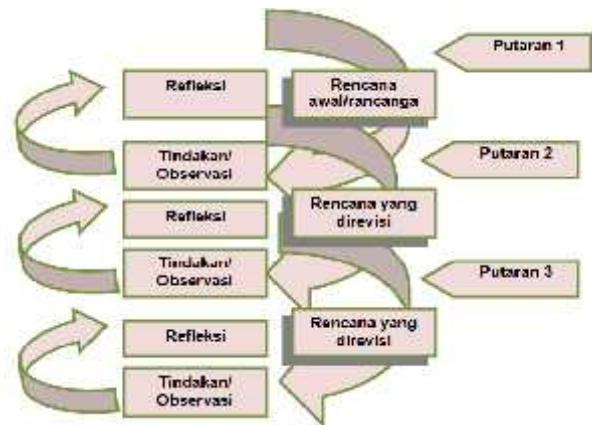 Putaran 1
Refleksi
Rencana
awal/rancanga
Tindakan/
Observasi
Putaran 2
Refleksi
Rencana yang
direvisi
Tindakan/
Observasi
Putaran 3
Refleksi
Rencana yang
direvisi
Tindakan/
Observasi